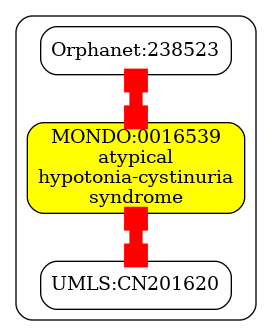 Orphanet:238523
MONDO:0016539
atypical
hypotonia-cystinuria
syndrome
UMLS:CN201620